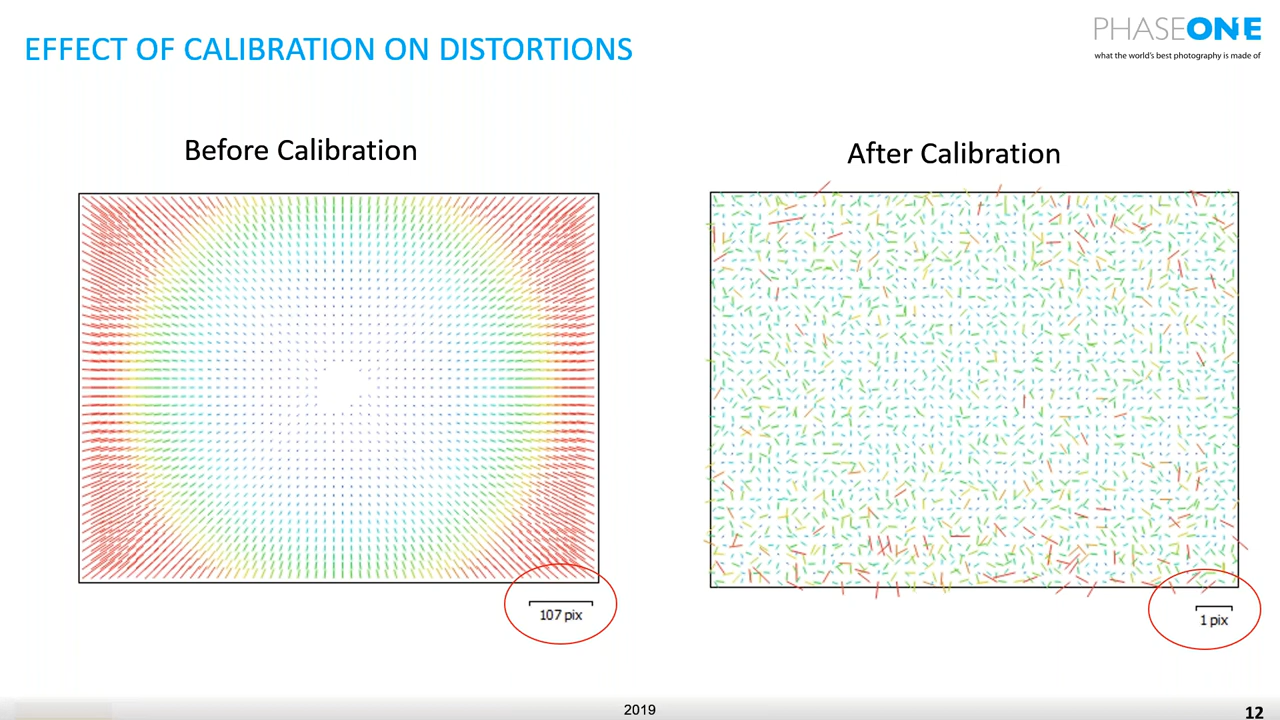 EFFECT OF CALIBRATION ON DISTORTIONS
PHASEONE
what the world's best photography is made of
Before Calibration
After Calibration
107 pix
1 pix
2019
12